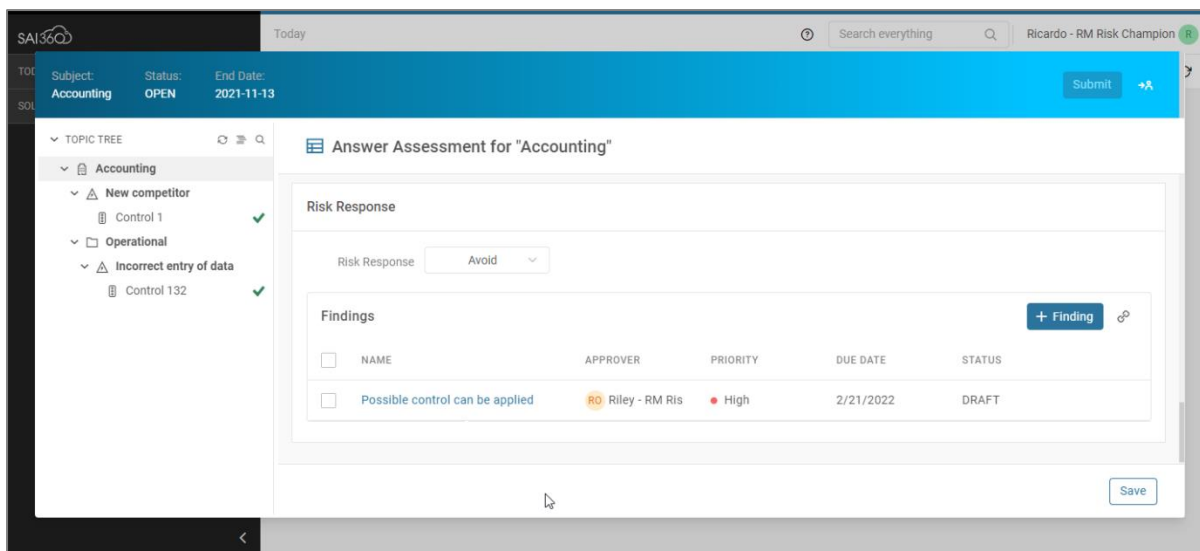 SAI360
Today
Search everything
Ricardo - RM Risk Champion R
Subject: Status: End Date:
Accounting OPEN 2021-11-13
Submit
TOPIC TREE
Accounting
New competitor
Control 1
Operational
Incorrect entry of data
Control 132
Answer Assessment for "Accounting"
Risk Response
Risk Response Avoid
Findings
+ Finding
NAME APPROVER PRIORITY DUE DATE STATUS
Possible control can be applied RO Riley - RM Ris High 2/21/2022 DRAFT
Save